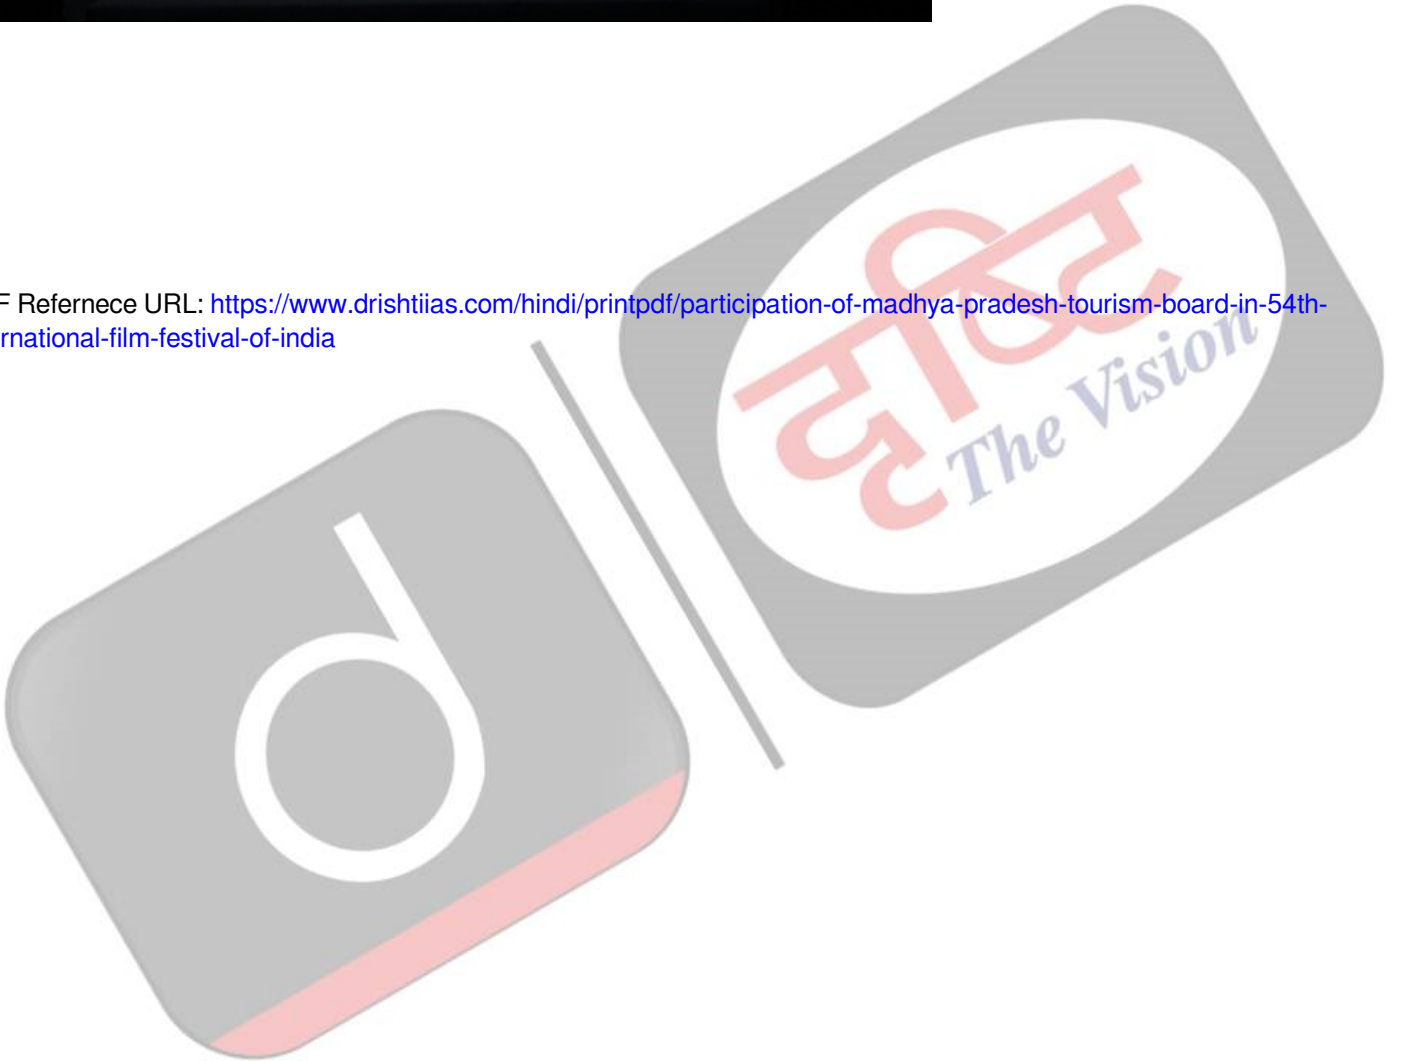 F Refernece URL: https://www.drishtiias.com/hindi/printpdf/participation-of-madhya-pradesh-tourism-board-in-54th-
rnational-film-festival-of-india
दृष्टि
The Vision
d